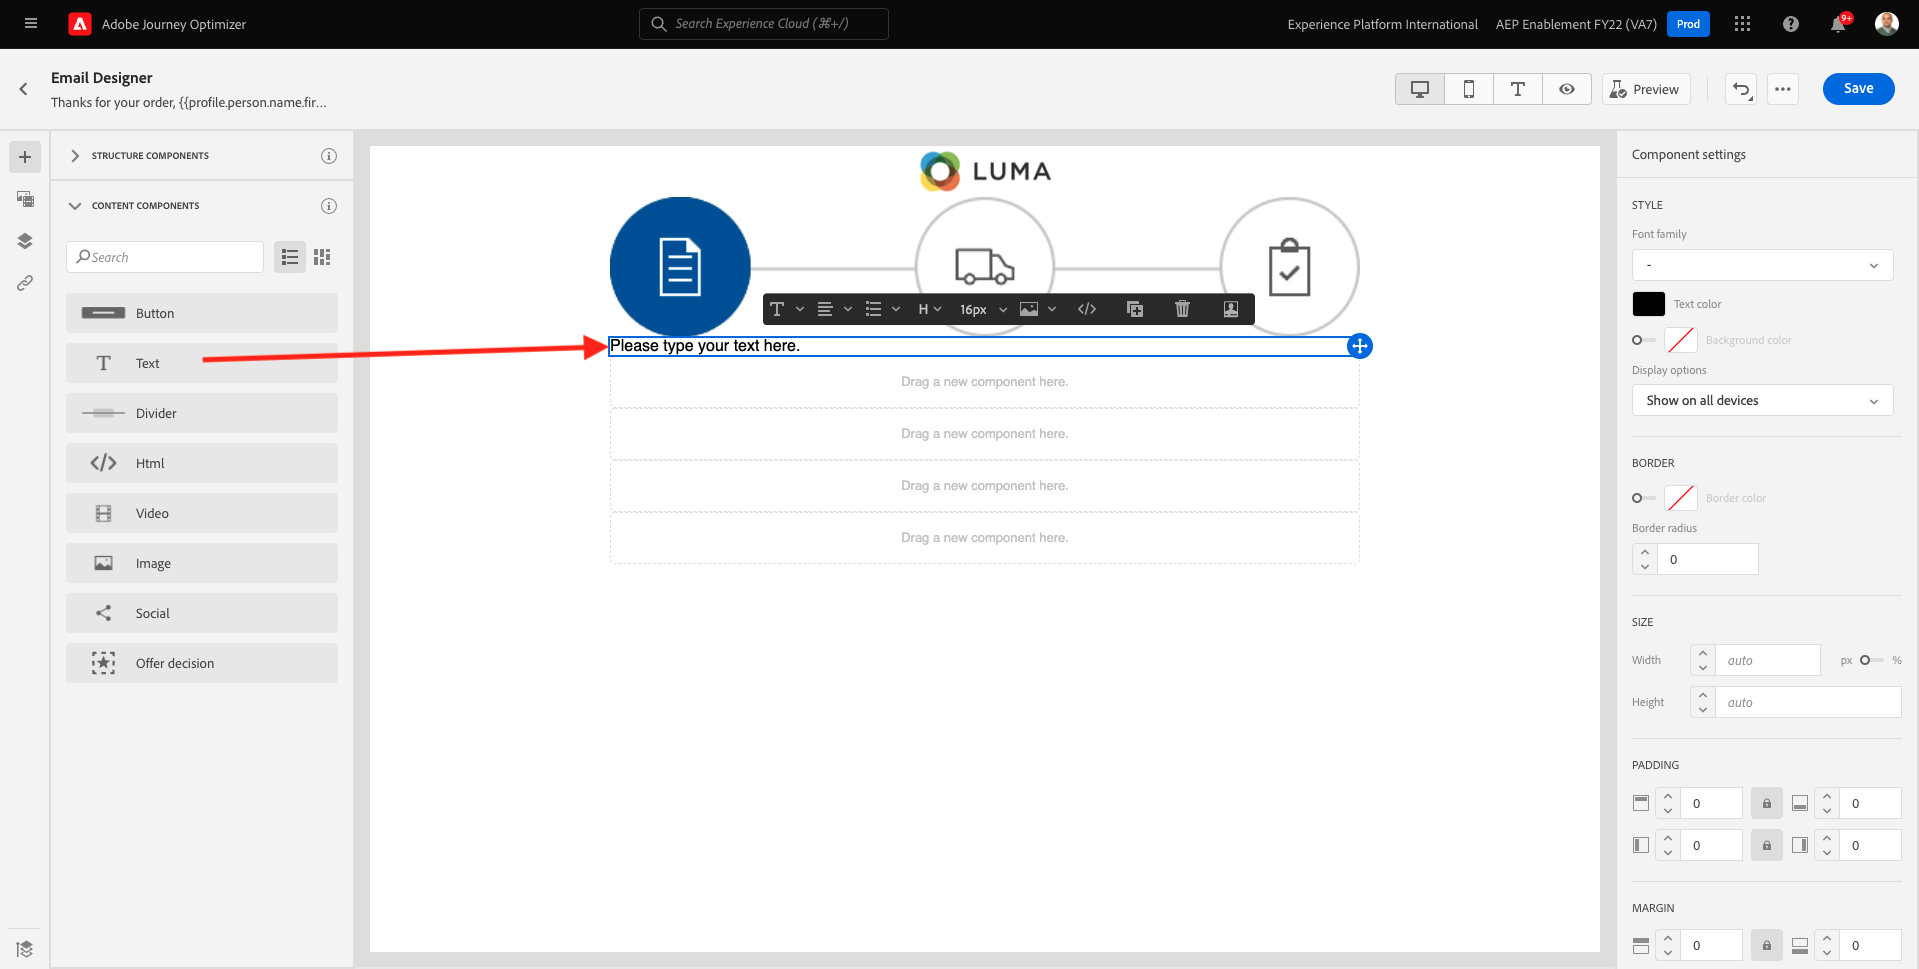 Adobe Journey Optimizer
Search Experience Cloud (⌘+/)
Experience Platform International
AEP Enablement FY22 (VA7)
Prod
9+
Email Designer
Thanks for your order, {{profile.person.name.fir...
Preview
Save
STRUCTURE COMPONENTS
CONTENT COMPONENTS
Search
Button
Text
Divider
Html
Video
Image
Social
Offer decision
LUMA
H
16px
Please type your text here.
Drag a new component here.
Drag a new component here.
Drag a new component here.
Drag a new component here.
Component settings
STYLE
Font family
-
Text color
Background color
Display options
Show on all devices
BORDER
Border color
Border radius
0
SIZE
Width
auto
px
%
Height
auto
PADDING
0
0
0
0
MARGIN
0
0